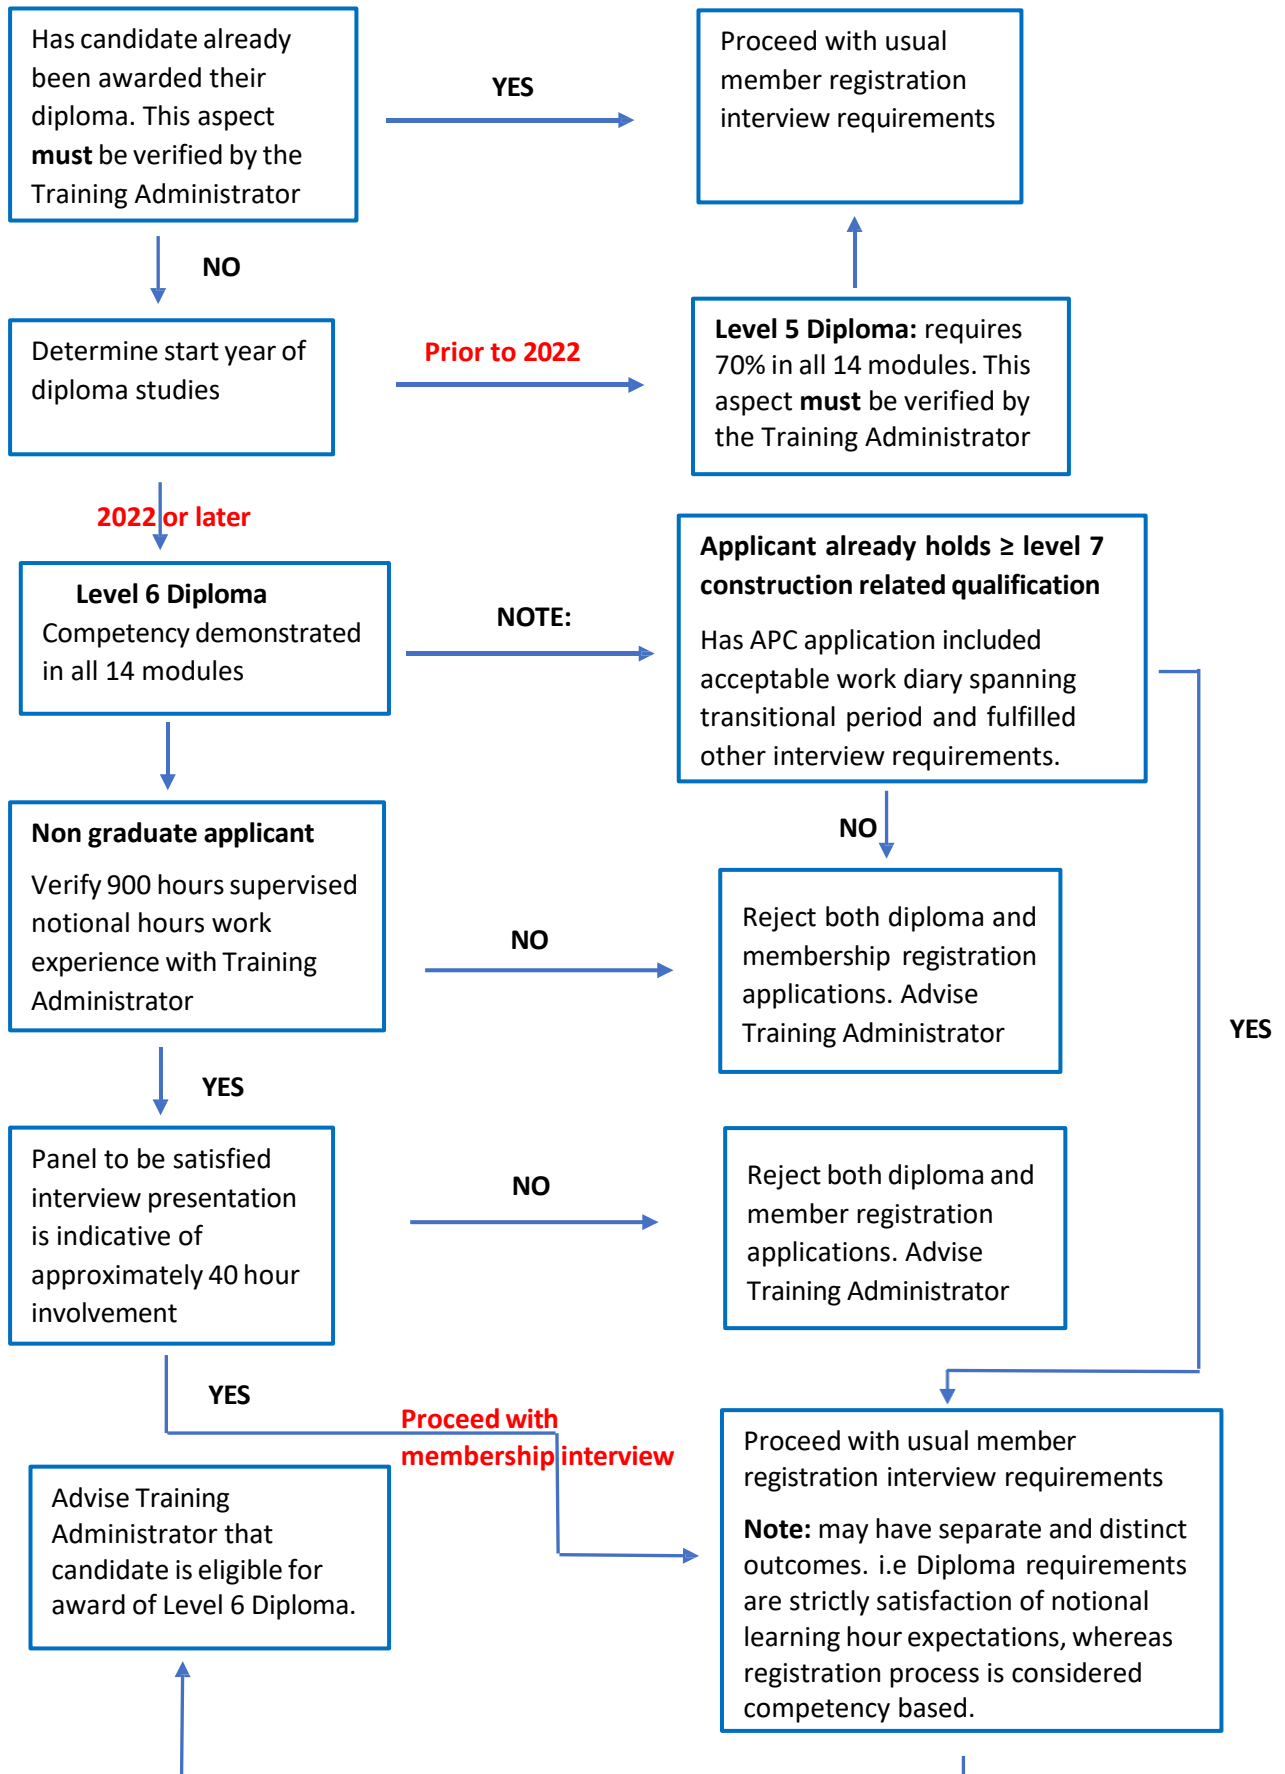 Has candidate already
been awarded their
diploma. This aspect
must be verified by the
Training Administrator
YES
Proceed with usual
member registration
interview requirements
NO
Determine start year of
diploma studies
Prior to 2022
Level 5 Diploma: requires
70% in all 14 modules. This
aspect must be verified by
the Training Administrator
2022 or later
Level 6 Diploma
Competency demonstrated
in all 14 modules
NOTE:
Applicant already holds ≥ level 7
construction related qualification
Has APC application included
acceptable work diary spanning
transitional period and fulfilled
other interview requirements.
NO
YES
Non graduate applicant
Verify 900 hours supervised
notional hours work
experience with Training
Administrator
NO
Reject both diploma and
membership registration
applications. Advise
Training Administrator
YES
Panel to be satisfied
interview presentation
is indicative of
approximately 40 hour
involvement
NO
Reject both diploma and
member registration
applications. Advise
Training Administrator
YES
Proceed with
membership interview
Advise Training
Administrator that
candidate is eligible for
award of Level 6 Diploma.
Proceed with usual member
registration interview requirements
Note: may have separate and distinct
outcomes. i.e Diploma requirements
are strictly satisfaction of notional
learning hour expectations, whereas
registration process is considered
competency based.